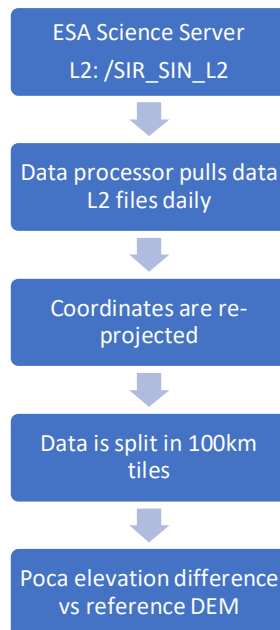 ESA Science Server
L2: /SIR_SIN_L2
Data processor pulls data
L2 files daily
Coordinates are re-
projected
Data is split in 100km
tiles
Poca elevation difference
vs reference DEM